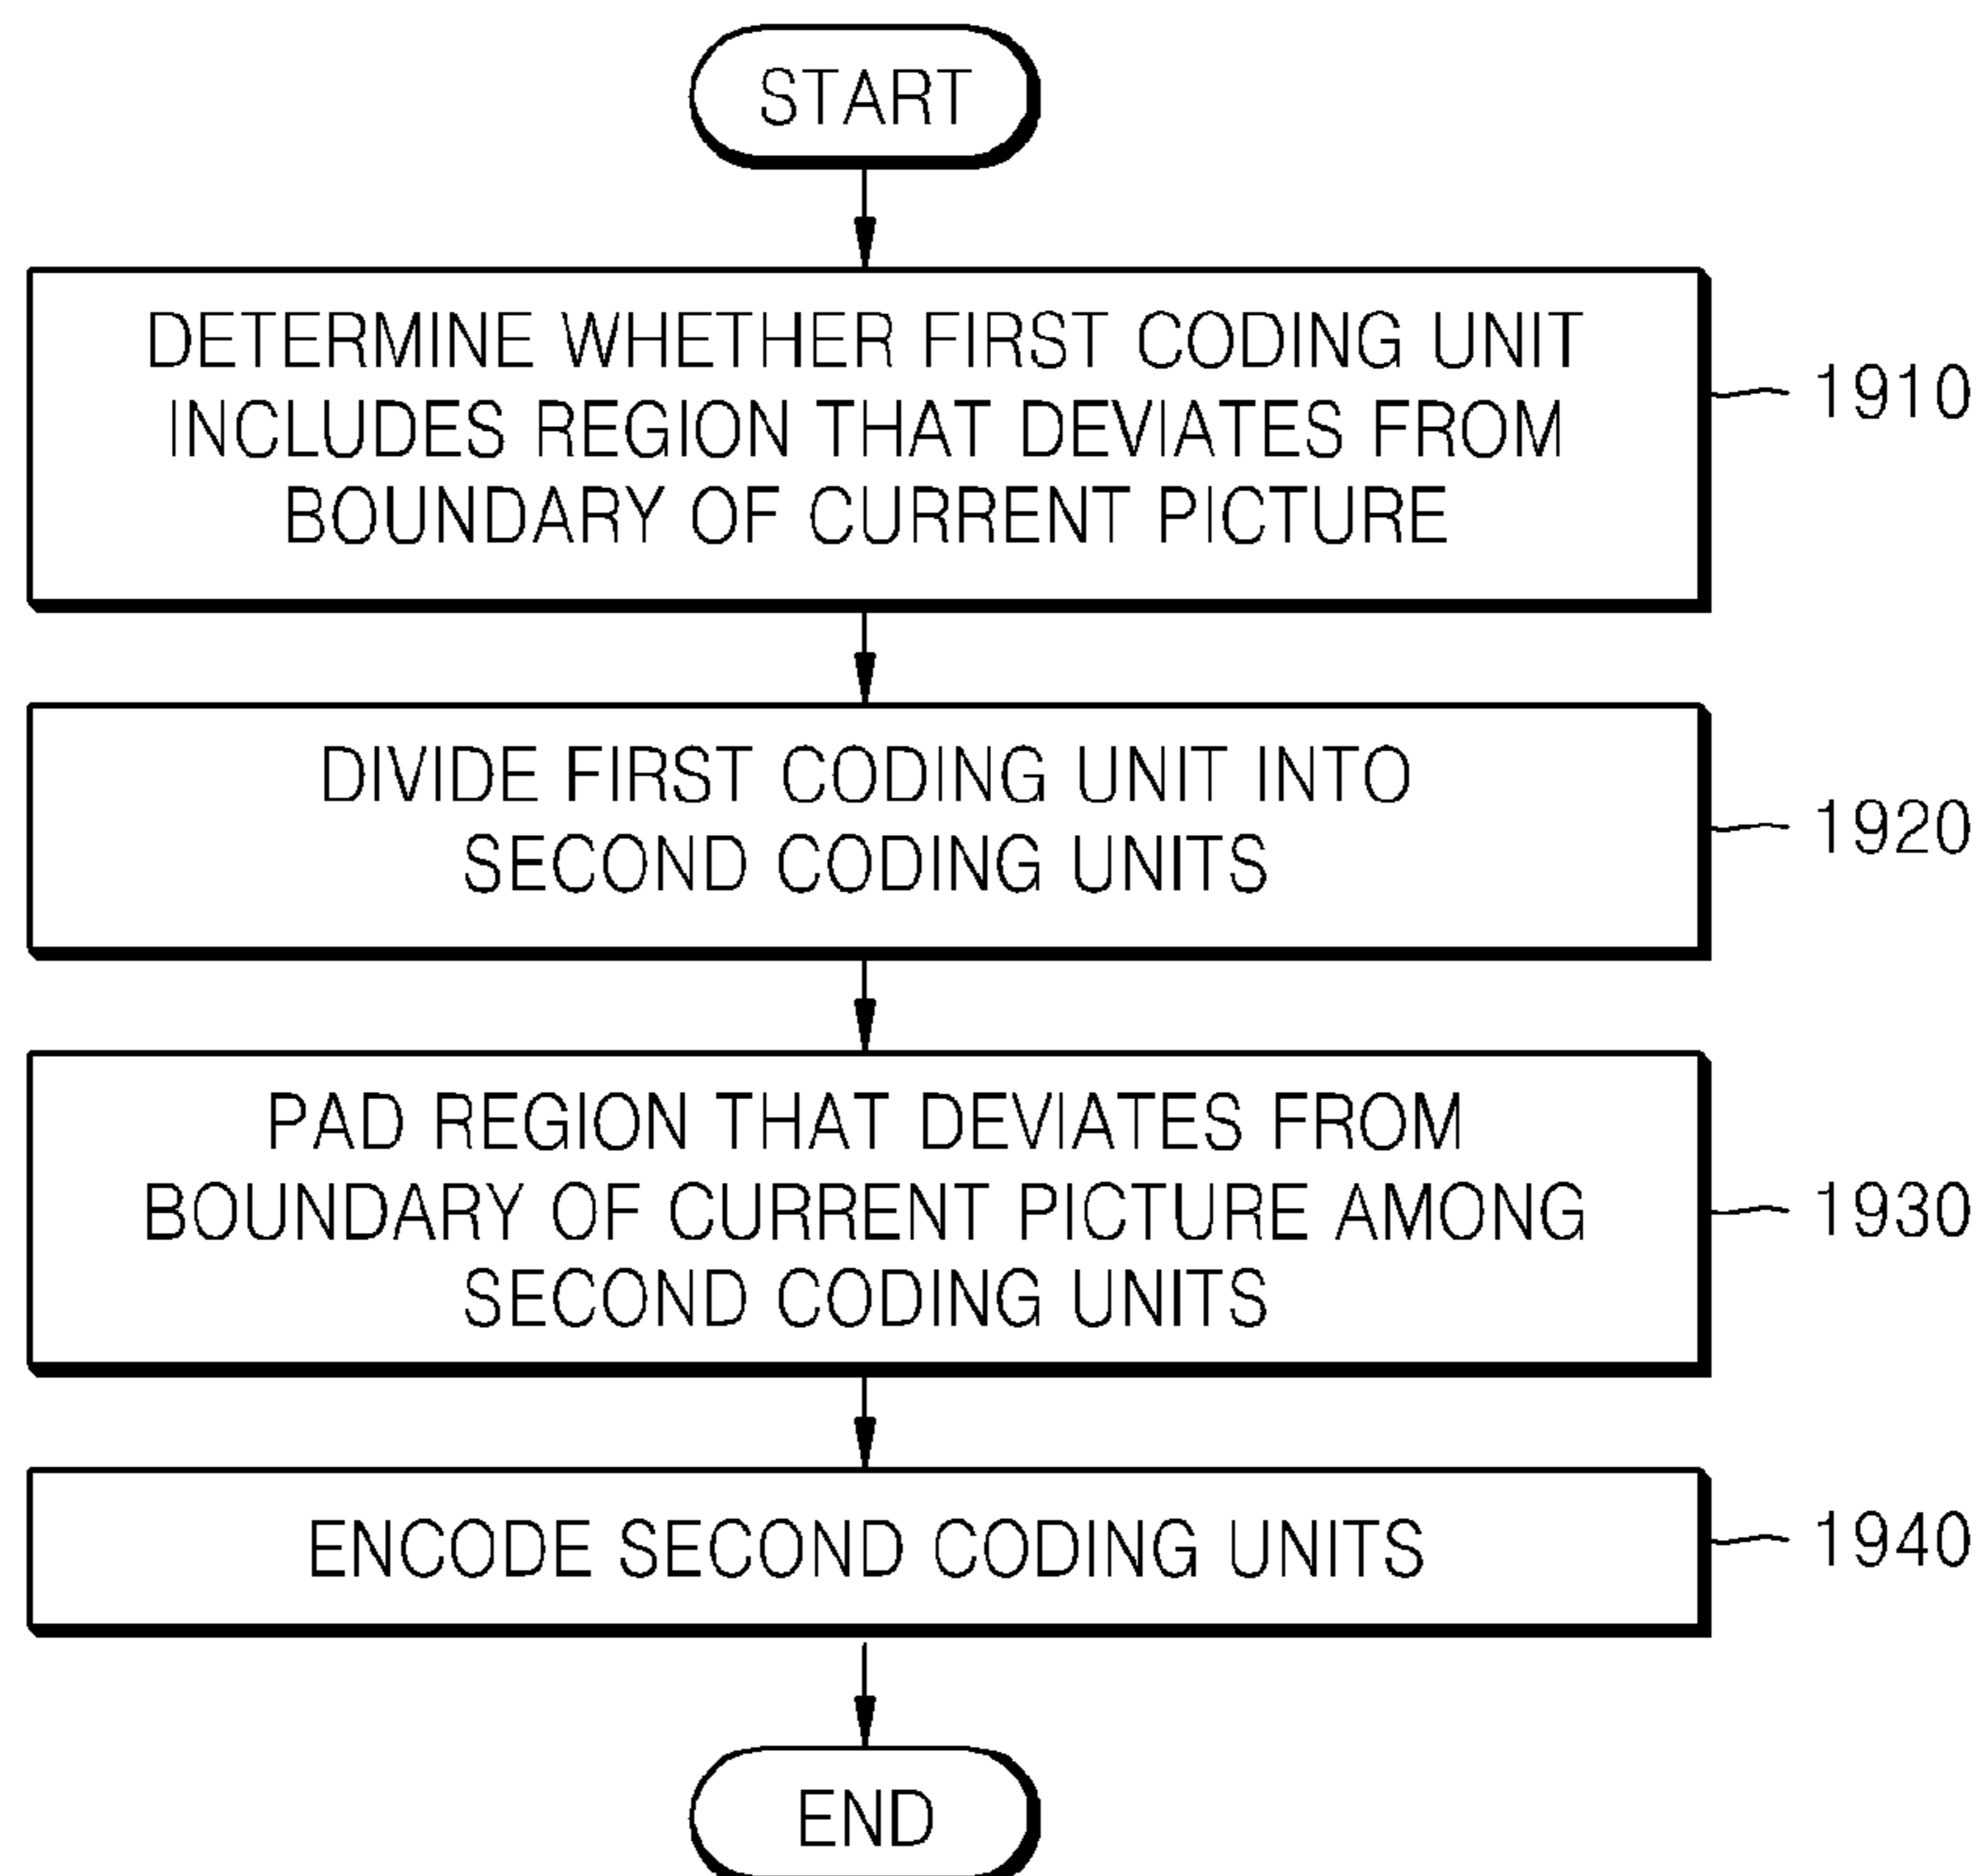 START
DETERMINE WHETHER FIRST CODING UNIT
INCLUDES REGION THAT DEVIATES FROM
BOUNDARY OF CURRENT PICTURE
1910
DIVIDE FIRST CODING UNIT INTO
SECOND CODING UNITS
1920
PAD REGION THAT DEVIATES FROM
BOUNDARY OF CURRENT PICTURE AMONG
SECOND CODING UNITS
1930
ENCODE SECOND CODING UNITS
1940
END